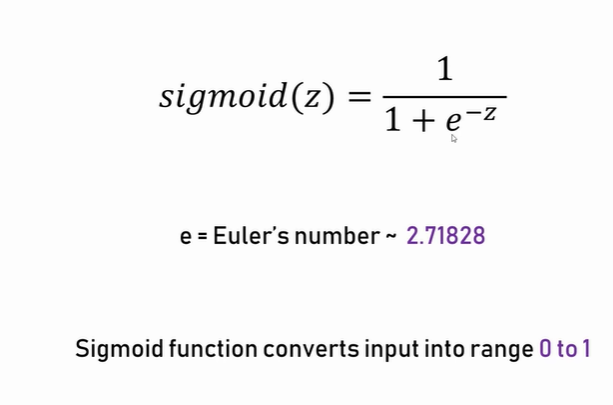 sigmoid(z) = 1 / (1 + e^−z)
e = Euler's number ~ 2.71828
Sigmoid function converts input into range 0 to 1